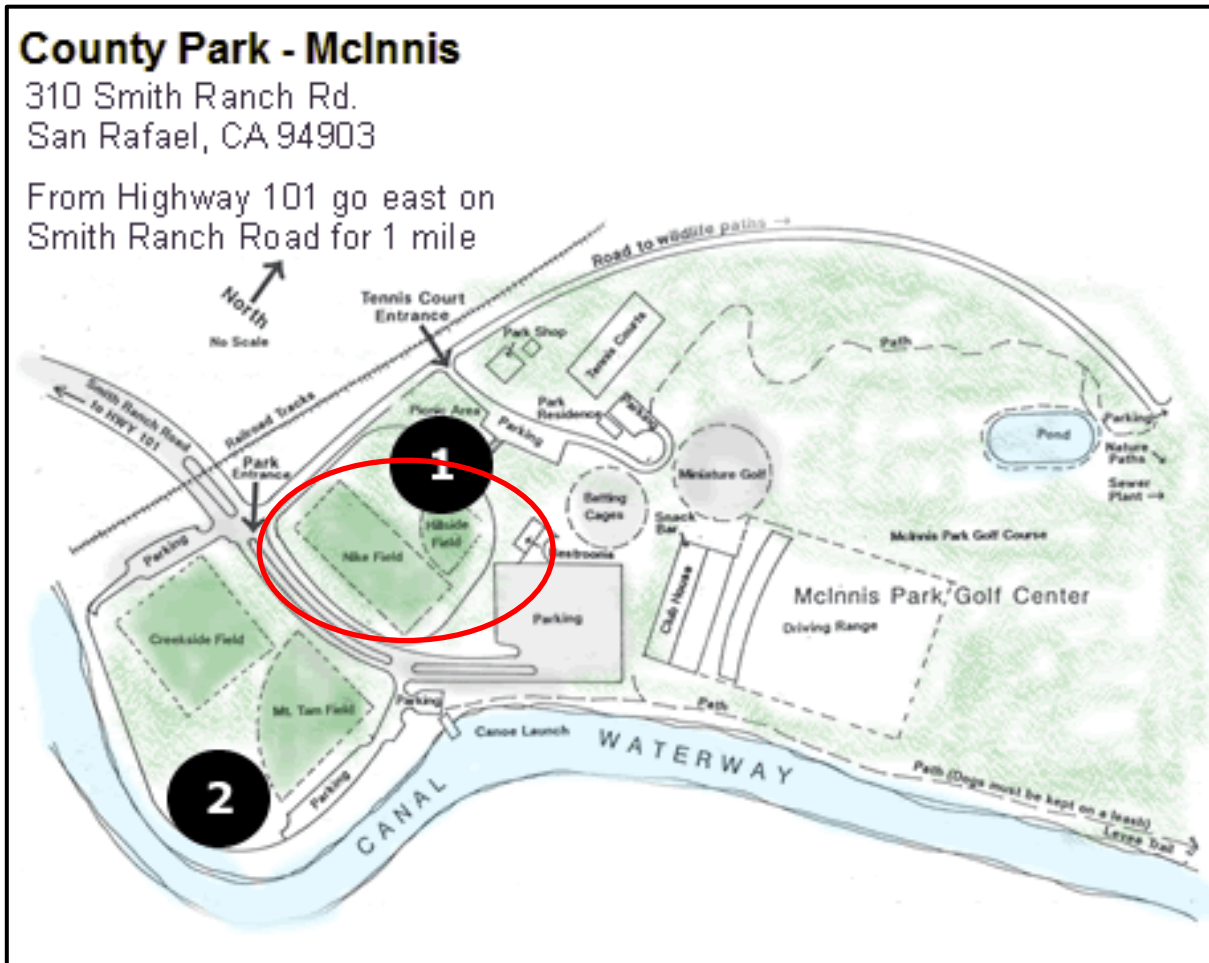 County Park - McInnis
310 Smith Ranch Rd.
San Rafael, CA 94903
From Highway 101 go east on
Smith Ranch Road for 1 mile
North
No Scale
Tennis Court
Entrance
Road to wildlife paths →
Park Shop
Tennis Courts
Path
Smith Ranch Road
to HWY 101
Railroad Tracks
Picnic Area
Parking
Park
Residence
Parking
Parking
Nature
Paths
Sewer
Plant →
Pond
Park
Entrance
1
Miniature Golf
Batting
Cages
Snack
Bar
Hillside
Field
Nike Field
estrooms
McInnis Park Golf Course
Parking
Creekside Field
Parking
Club House
McInnis Park, Golf Center
Driving Range
Mt. Tam Field
Parking
Canoe Launch
Path
2
Parking
CANAL WATERWAY
Path (Dogs must be kept on a leash)
Levee Trail